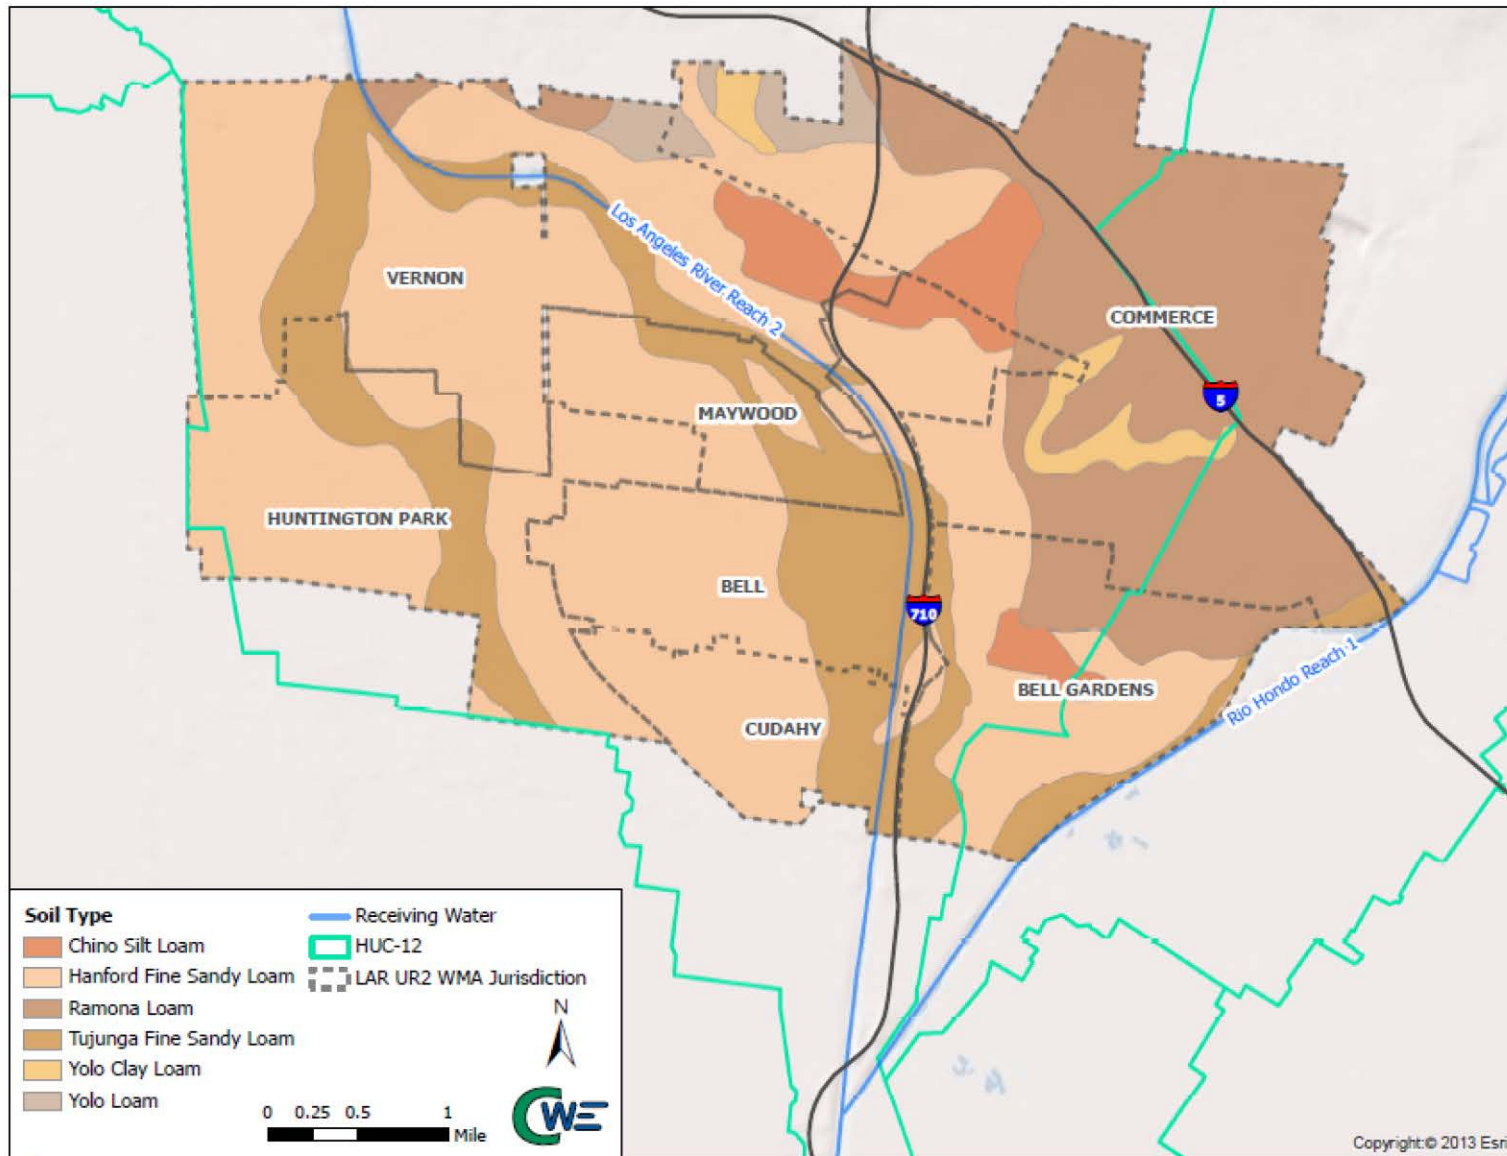 VERNON
Los Angeles River Reach 2
COMMERCE
5
MAYWOOD
HUNTINGTON PARK
BELL
710
BELL GARDENS
Rio Hondo Reach 1
CUDAHY
Soil Type
Chino Silt Loam
Hanford Fine Sandy Loam
Ramona Loam
Tujunga Fine Sandy Loam
Yolo Clay Loam
Yolo Loam
Receiving Water
HUC-12
LAR UR2 WMA Jurisdiction
N
0 0.25 0.5 1
Mile
CWE
Copyright:© 2013 Esri